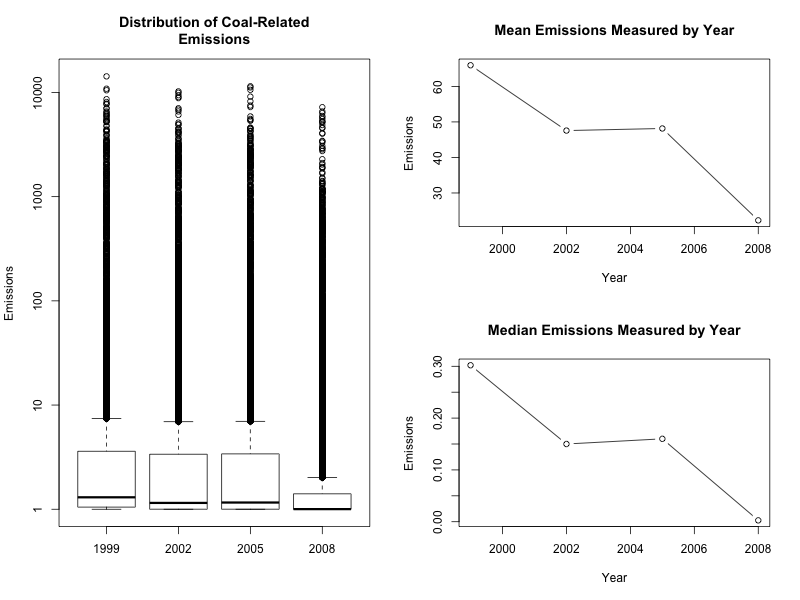 Distribution of Coal-Related
Emissions
Emissions
10000
1000
100
10
1
1999 2002 2005 2008
Mean Emissions Measured by Year
Emissions
60
50
40
30
2000 2002 2004 2006 2008
Year
Median Emissions Measured by Year
Emissions
0.30
0.20
0.10
0.00
2000 2002 2004 2006 2008
Year